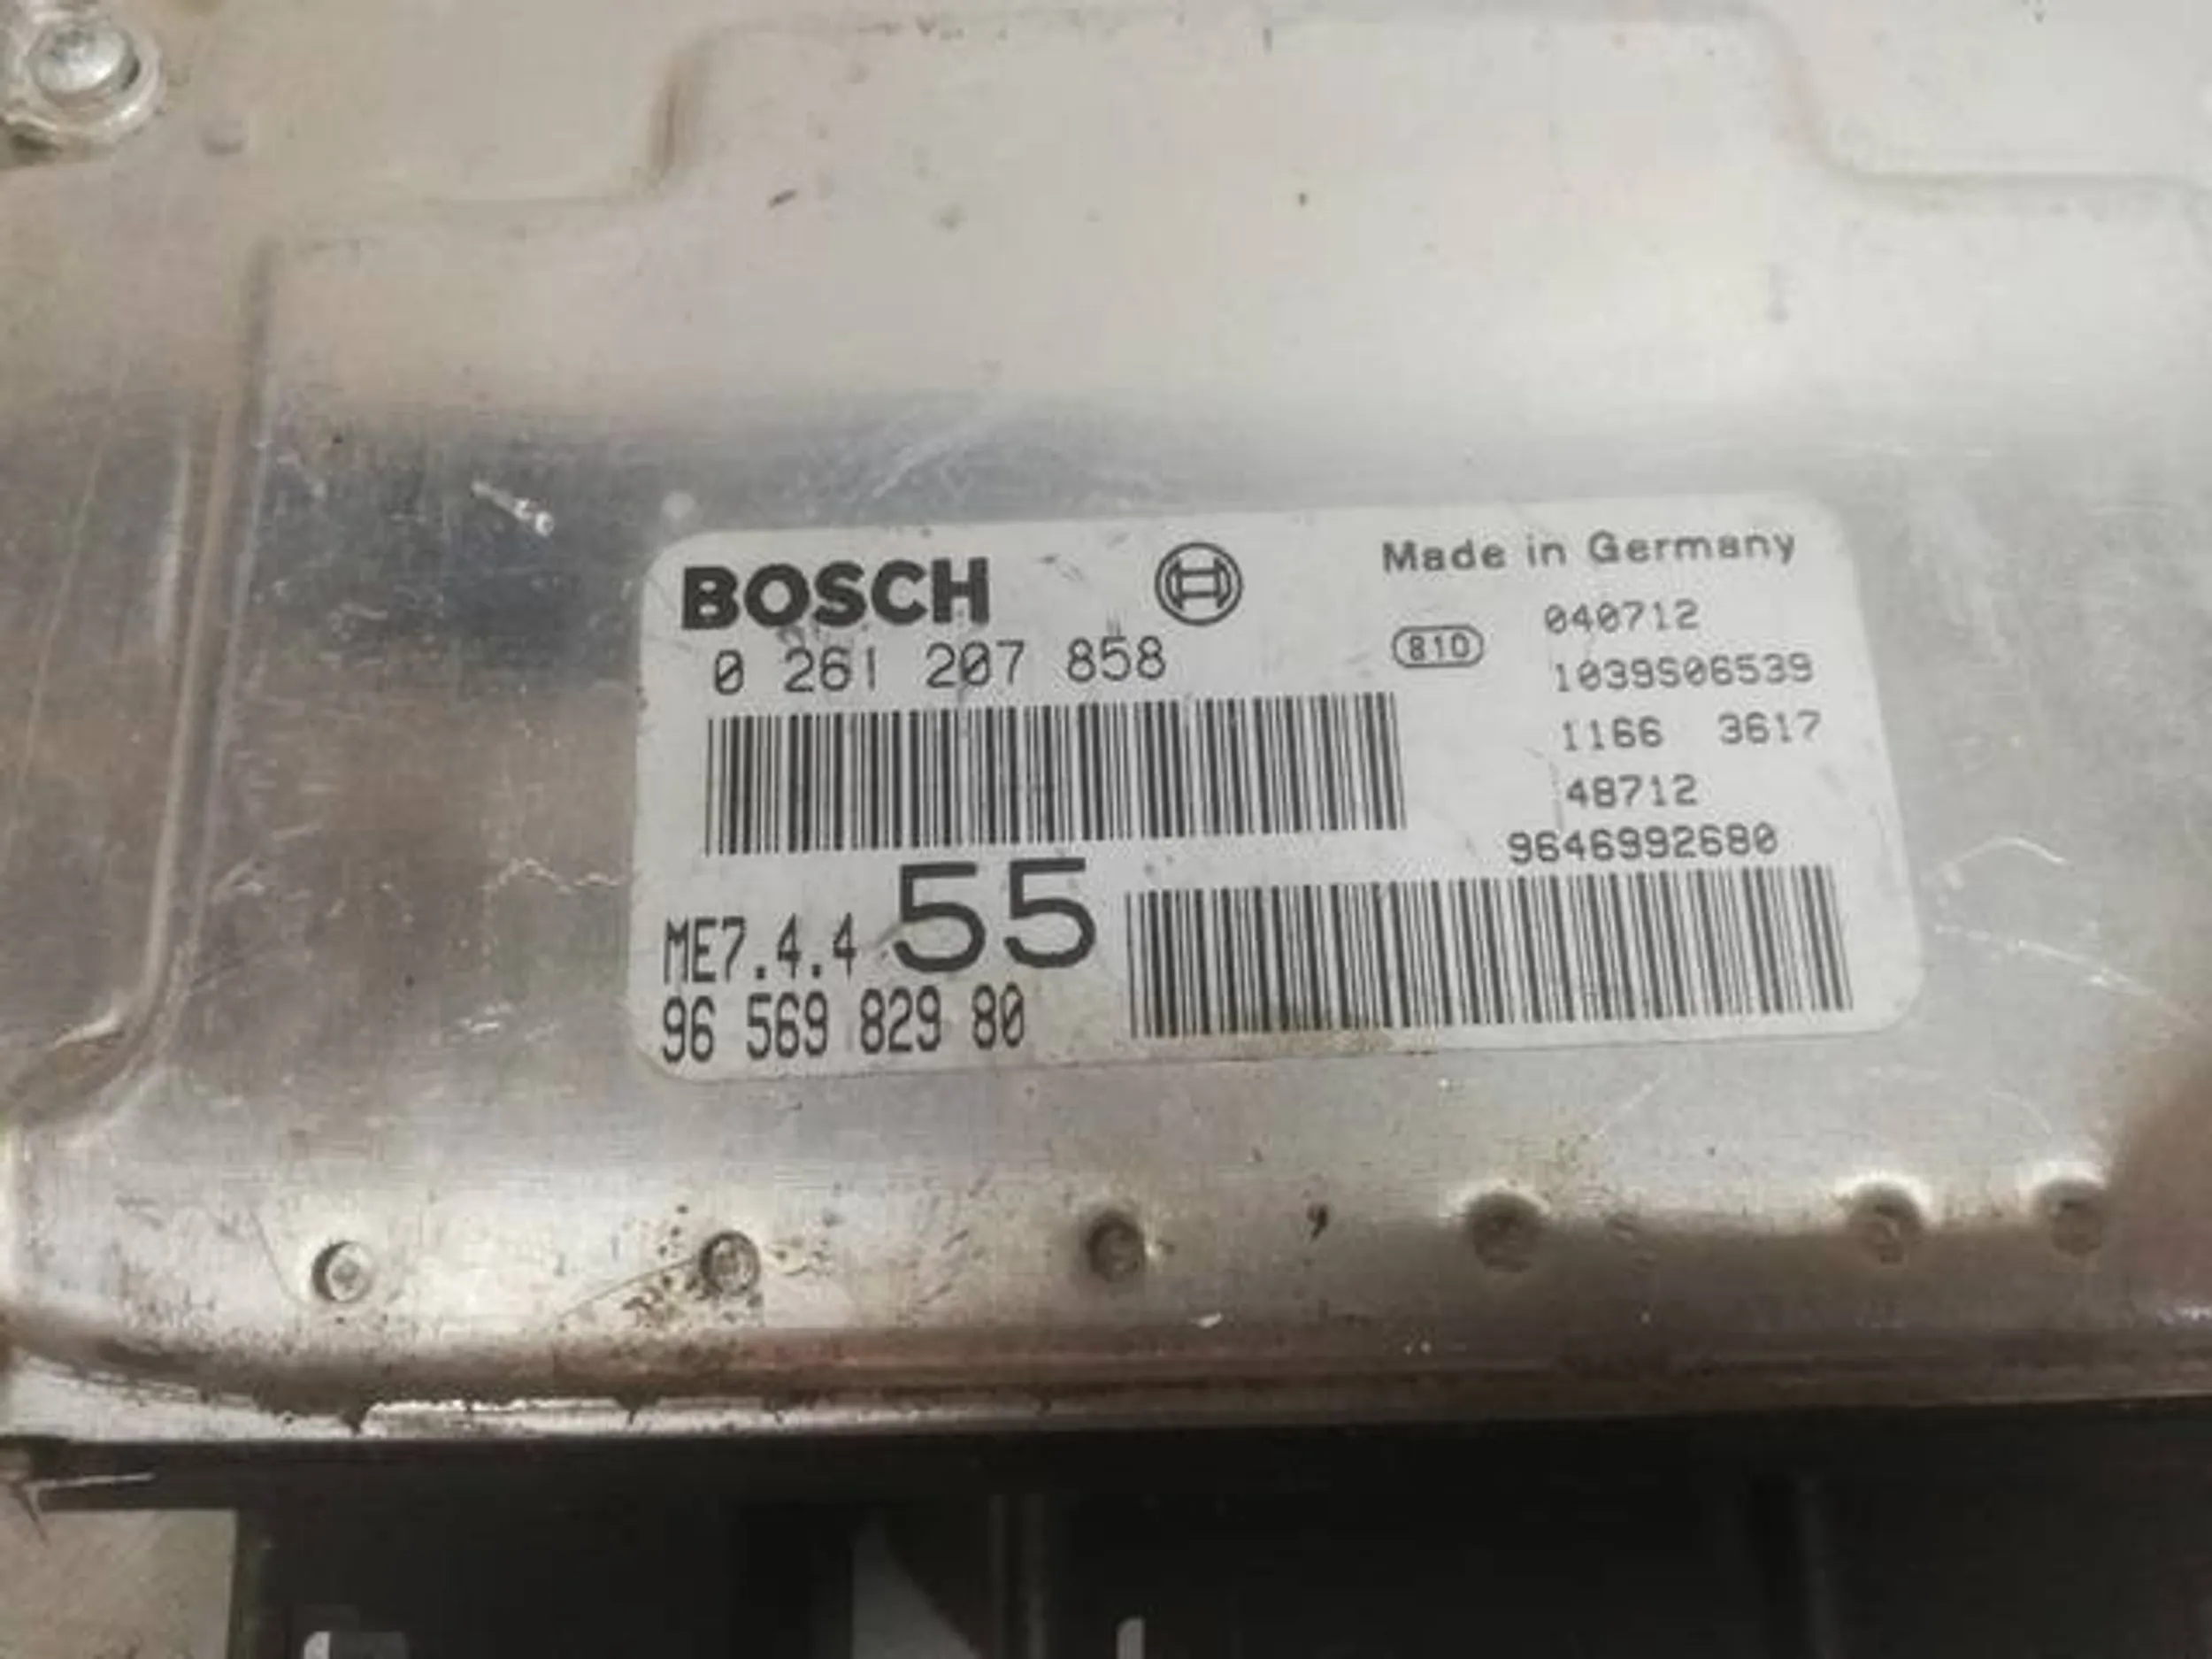 BOSCH
Made in Germany
0 261 207 858
810
040712
1039S06539
1166 3617
48712
9646992680
ME7.4.4 55
96 569 829 80